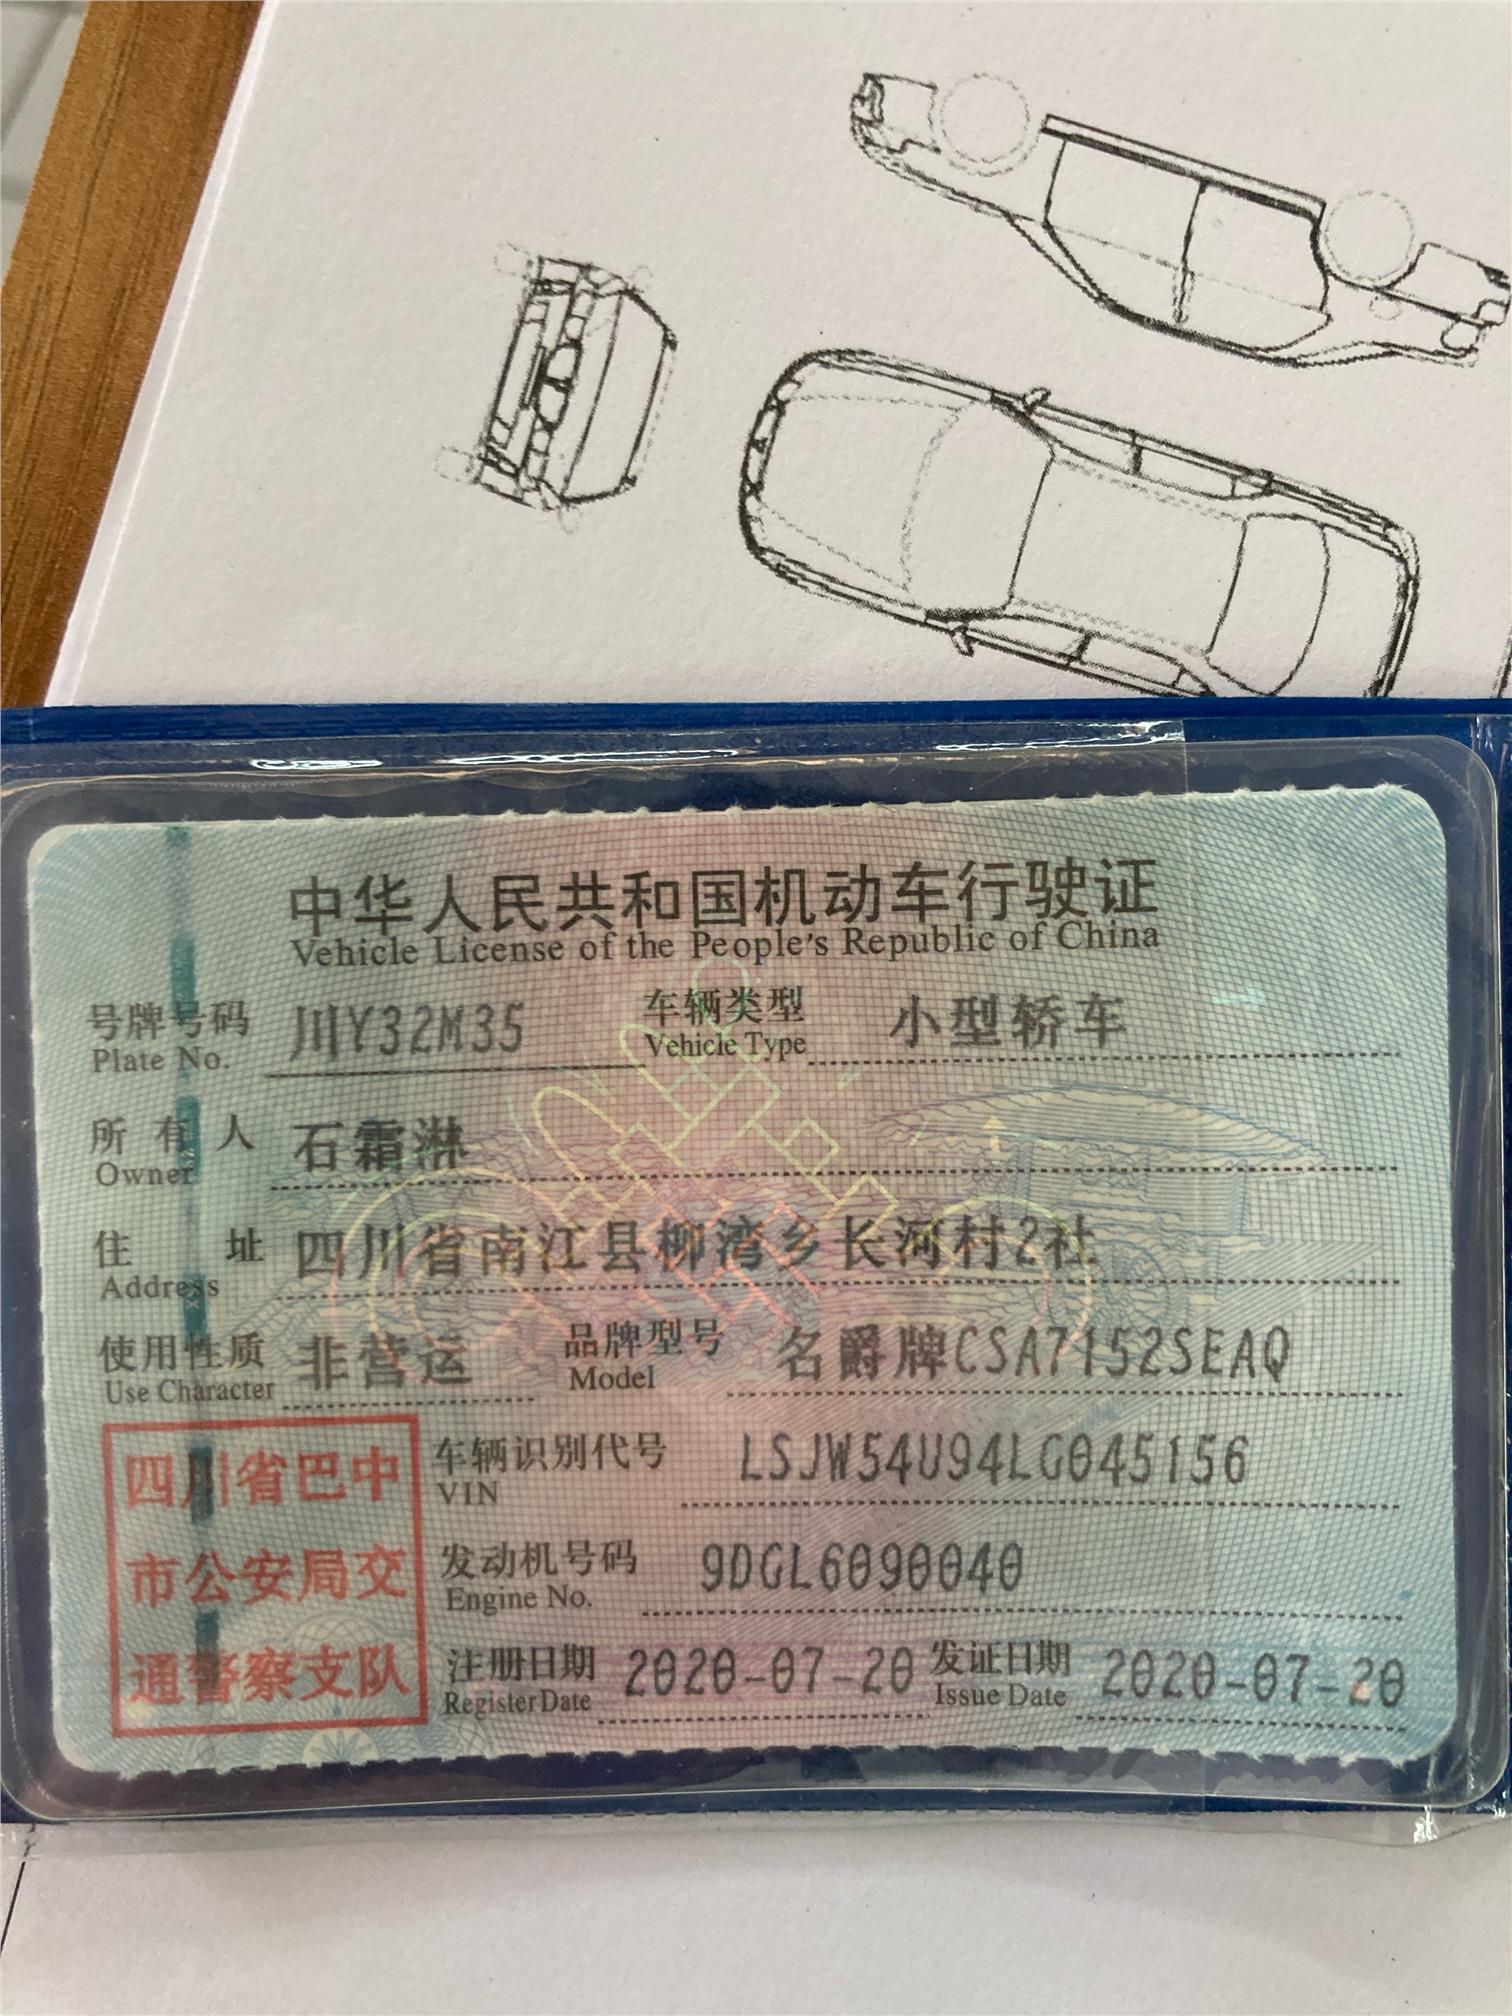 中华人民共和国机动车行驶证
Vehicle License of the People's Republic of China
号牌号码 川Y32M35 车辆类型 小型轿车
Plate No. Vehicle Type
所有人 石霜淋
Owner
住址 四川省南江县柳湾乡长河村2社
Address
使用性质 非营运 品牌型号 名爵牌CSA7152SEAQ
Use Character Model
四川省巴中
市公安局交
通警察支队
车辆识别代号 LSJW54U94LG045156
VIN
发动机号码 9DGL6090040
Engine No.
注册日期 2020-07-20 发证日期 2020-07-20
Register Date Issue Date